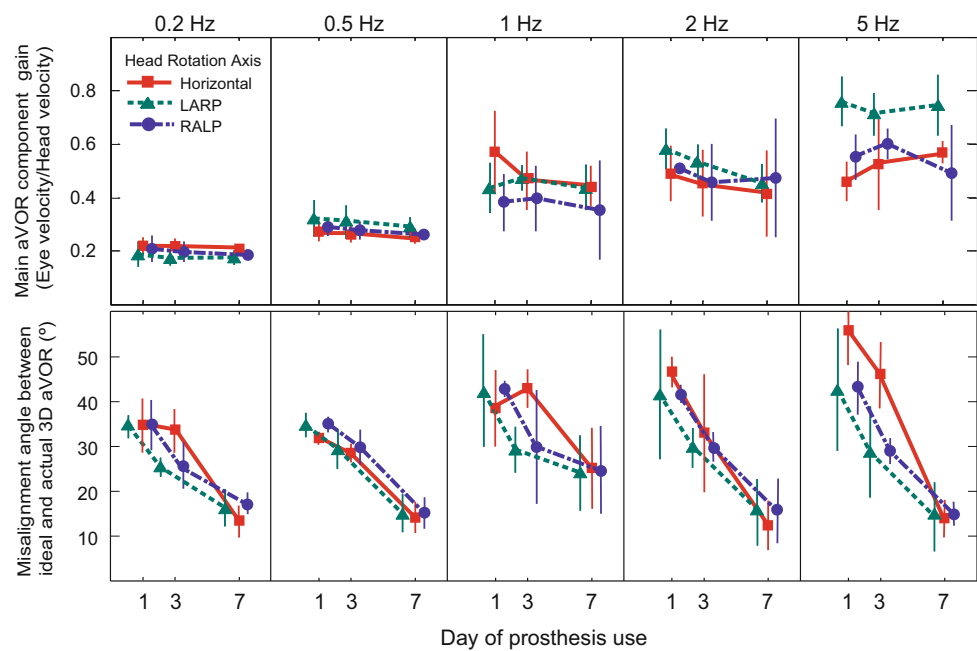 0.2 Hz 0.5 Hz 1 Hz 2 Hz 5 Hz
Main aVOR component gain
(Eye velocity/Head velocity)
0.8
0.6
0.4
0.2
Head Rotation Axis
Horizontal
LARP
RALP
Misalignment angle between
ideal and actual 3D aVOR (º)
50
40
30
20
10
1 3 7 1 3 7 1 3 7 1 3 7 1 3 7
Day of prosthesis use